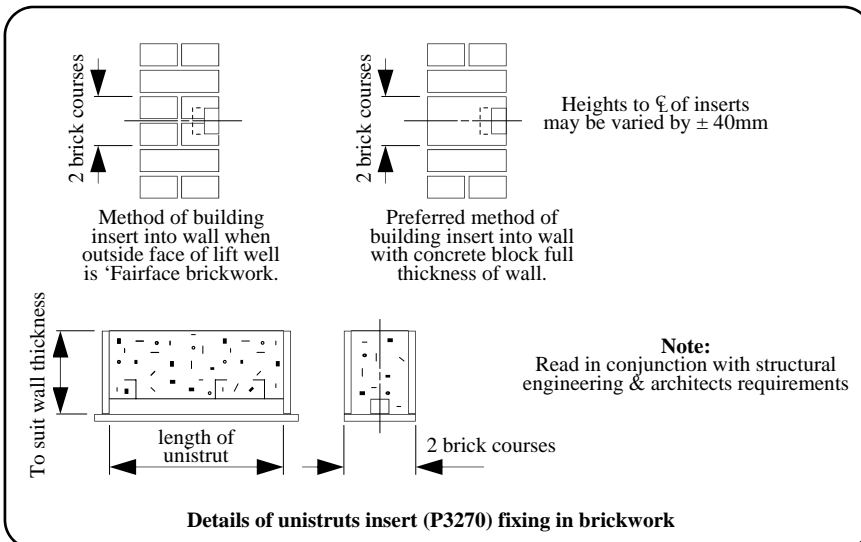 2 brick courses
2 brick courses
Heights to ℄ of inserts
may be varied by ± 40mm
Method of building
insert into wall when
outside face of lift well
is ‘Fairface brickwork.
Preferred method of
building insert into wall
with concrete block full
thickness of wall.
To suit wall thickness
length of
unistrut
2 brick courses
Note:
Read in conjunction with structural
engineering & architects requirements
Details of unistruts insert (P3270) fixing in brickwork